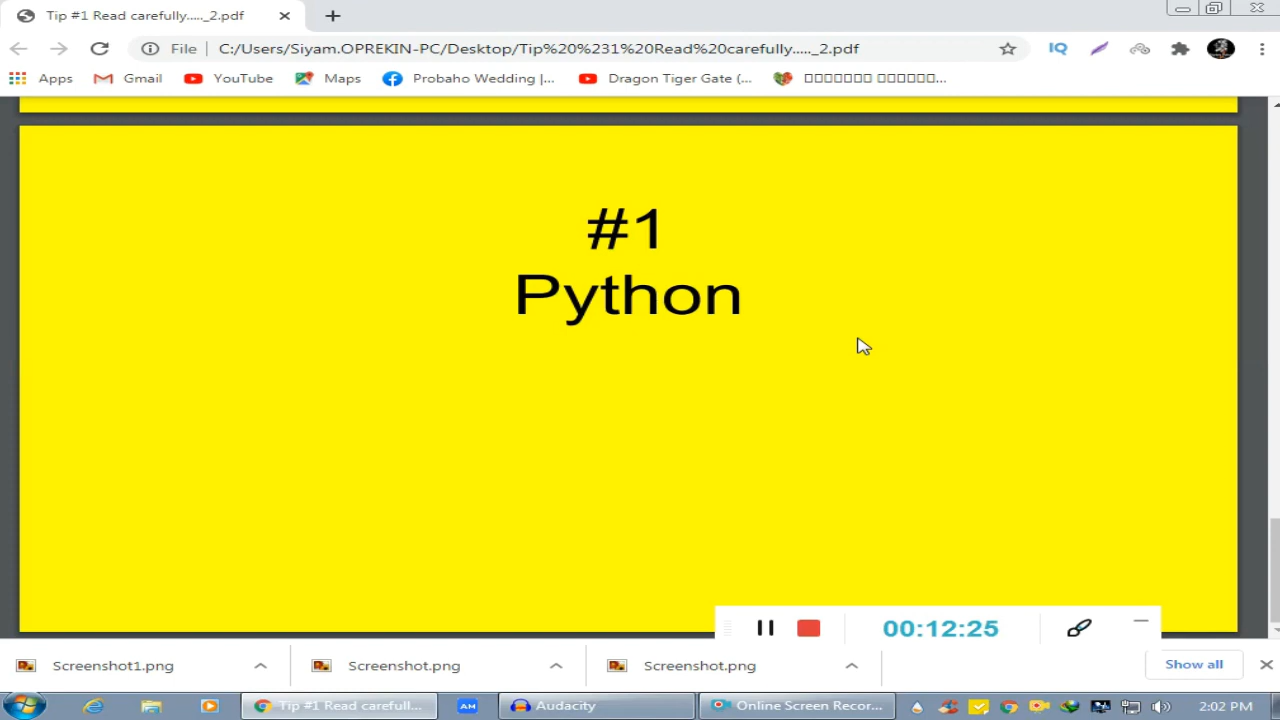 Tip #1 Read carefully....._2.pdf
File
C:/Users/Siyam.OPREKIN-PC/Desktop/Tip%20%231%20Read%20carefully....._2.pdf
IQ
Apps
Gmail
YouTube
Maps
Probaho Wedding |...
Dragon Tiger Gate (...
#1
Python
00:12:25
Screenshot1.png
Screenshot.png
Screenshot.png
Show all
Tip #1 Read carefull...
AM
Audacity
Online Screen Recor...
2:02 PM